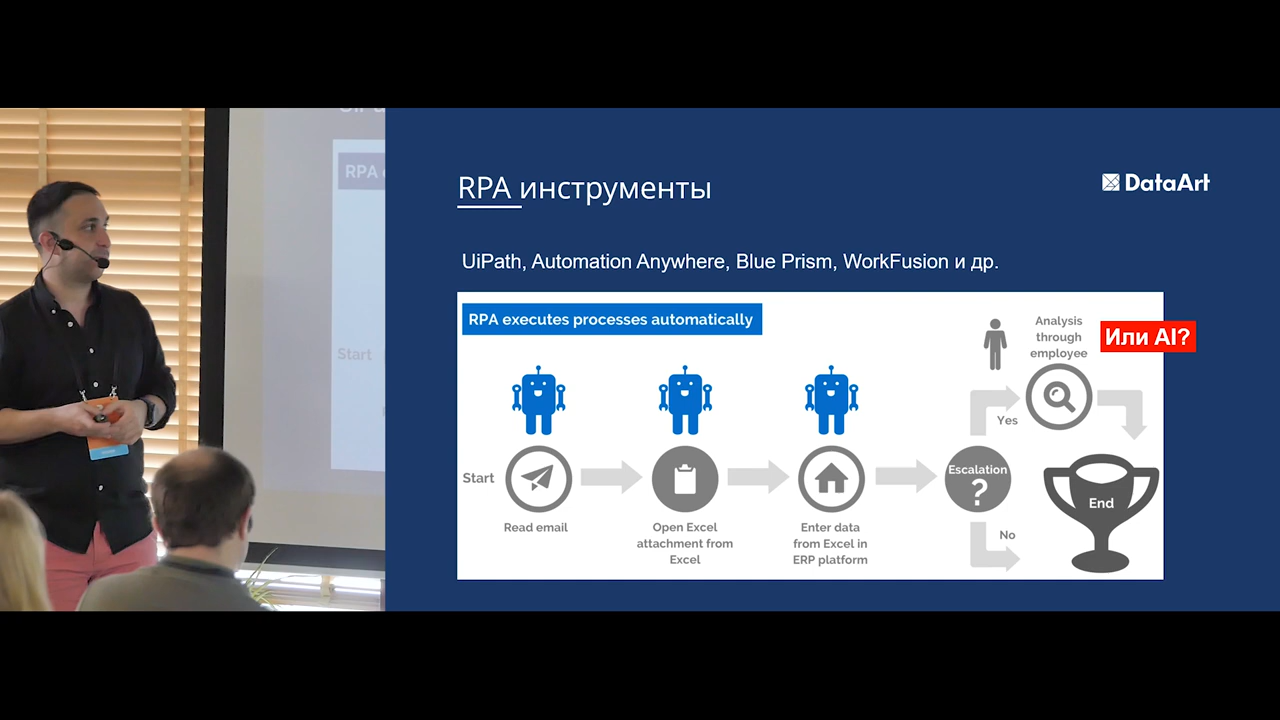 RPA инструменты
DataArt
UiPath, Automation Anywhere, Blue Prism, WorkFusion и др.
RPA executes processes automatically
Analysis
through
employee
Или AI?
Yes
Start
Escalation
?
End
No
Read email
Open Excel
attachment from
Excel
Enter data
from Excel in
ERP platform
RPA
Start